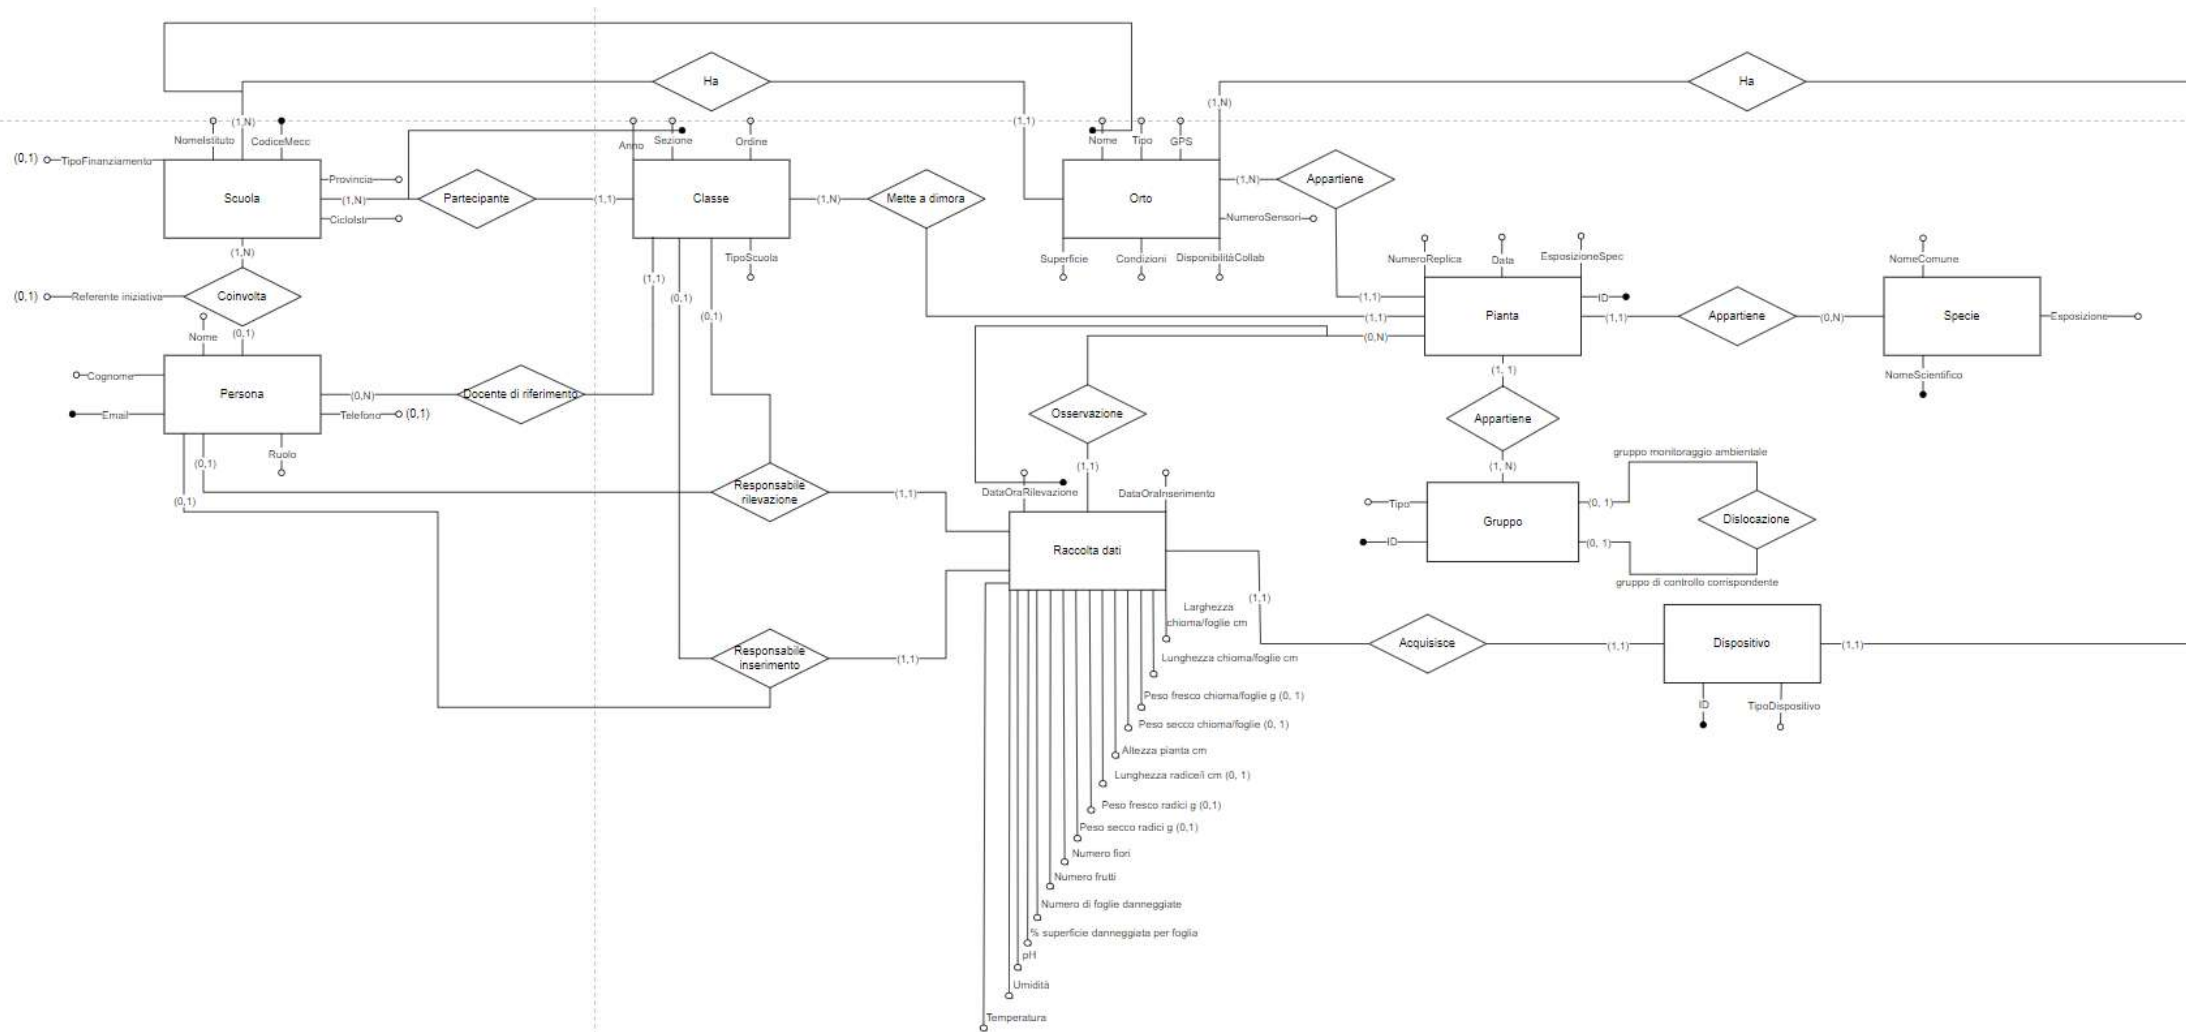 Ha
Ha
(1,N)
(1,N)
(1,1)
NomeIstituto
CodiceMecc
Anno
Sezione
Ordine
Nome
Tipo
GPS
(0,1)
TipoFinanziamento
Provincia
Scuola
(1,N)
Partecipante
(1,1)
Classe
(1,N)
Mette a dimora
Orto
(1,N)
Appartiene
CicloIstr
NumeroSensori
(1,N)
TipoScuola
Superficie
Condizioni
DisponibilitàCollab
NumeroReplica
Data
EsposizioneSpec
NomeComune
(1,1)
(0,1)
(0,1)
(0,1)
Referente iniziativa
Coinvolta
Nome
(0,1)
(1,1)
(1,1)
(0,N)
Pianta
ID
(1,1)
Appartiene
(0,N)
Specie
Esposizione
NomeScientifico
Cognome
Email
Persona
(0,N)
Docente di riferimento
Telefono
(0,1)
Ruolo
(0,1)
(0,1)
Osservazione
(1,1)
(1, 1)
Appartiene
(1, N)
gruppo monitoraggio ambientale
Responsabile
rilevazione
(1,1)
DataOraRilevazione
DataOraInserimento
Tipo
ID
Gruppo
(0, 1)
(0, 1)
Dislocazione
gruppo di controllo corrispondente
Raccolta dati
(1,1)
Responsabile
inserimento
(1,1)
Acquisisce
(1,1)
Dispositivo
(1,1)
ID
TipoDispositivo
Larghezza
chioma/foglie cm
Lunghezza chioma/foglie cm
Peso fresco chioma/foglie g (0, 1)
Peso secco chioma/foglie (0, 1)
Altezza pianta cm
Lunghezza radice/i cm (0, 1)
Peso fresco radici g (0,1)
Peso secco radici g (0,1)
Numero fiori
Numero frutti
Numero di foglie danneggiate
% superficie danneggiata per foglia
pH
Umidità
Temperatura